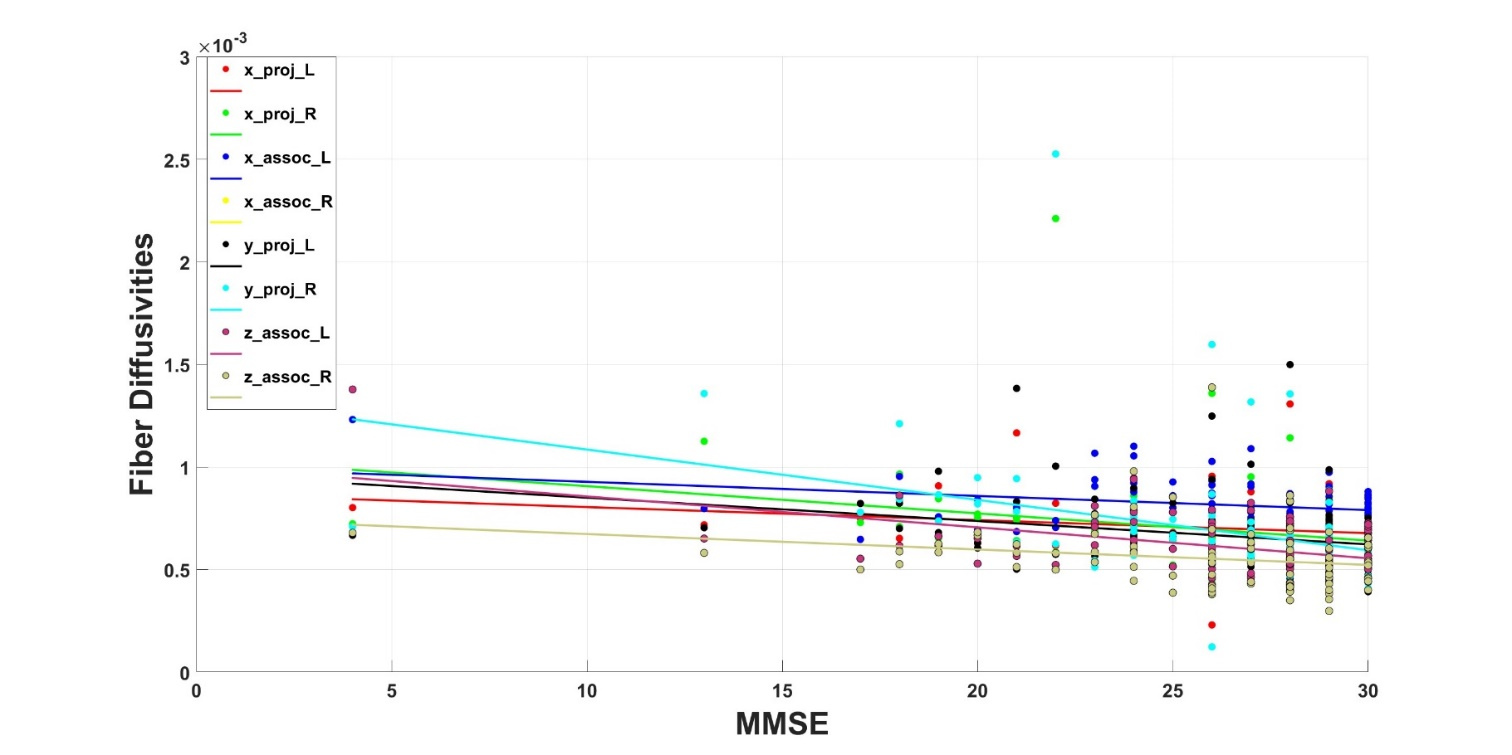 ×10-3
3
x_proj_L
x_proj_R
2.5
x_assoc_L
x_assoc_R
2
y_proj_L
y_proj_R
z_assoc_L
1.5
z_assoc_R
1
0.5
0
Fiber Diffusivities
0 5 10 15 20 25 30
MMSE